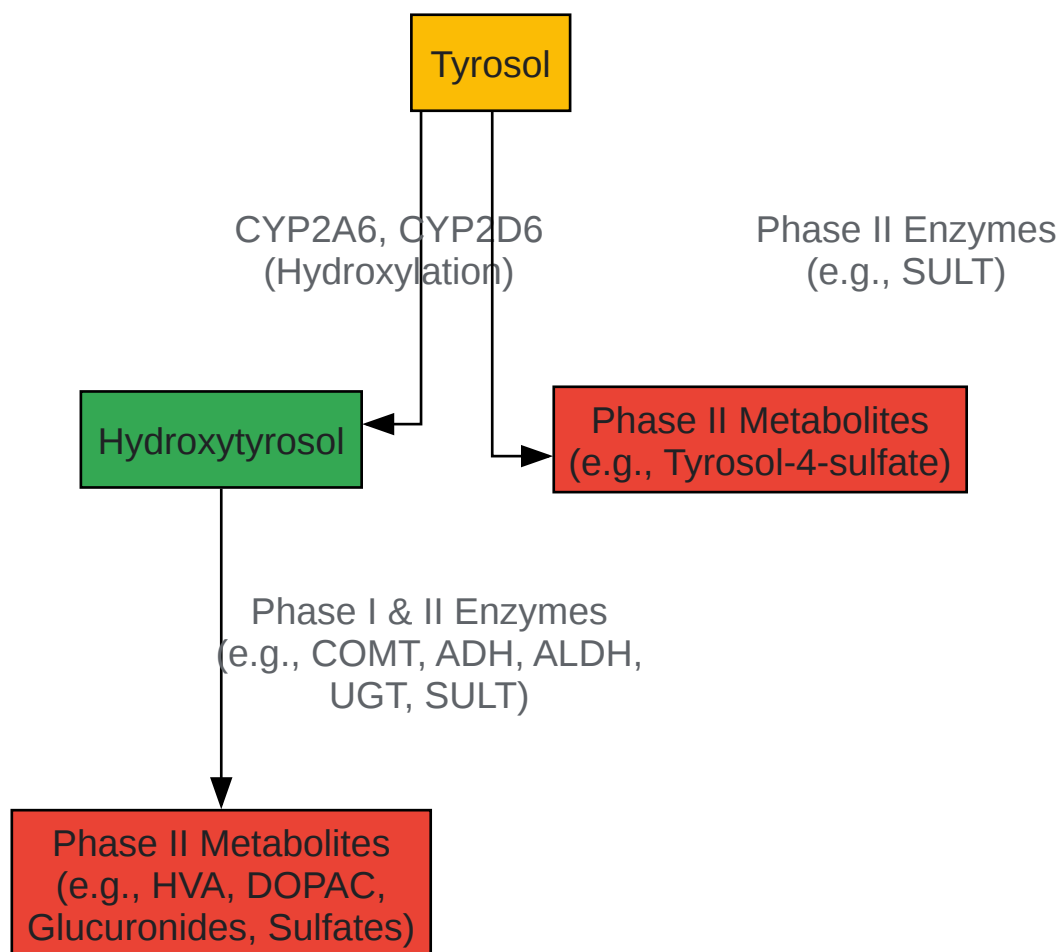 Tyrosol
CYP2A6, CYP2D6
(Hydroxylation)
Phase II Enzymes
(e.g., SULT)
Hydroxytyrosol
Phase II Metabolites
(e.g., Tyrosol-4-sulfate)
Phase I & II Enzymes
(e.g., COMT, ADH, ALDH,
UGT, SULT)
Phase II Metabolites
(e.g., HVA, DOPAC,
Glucuronides, Sulfates)